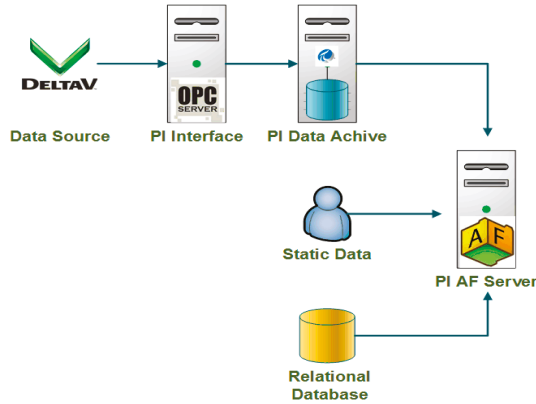 DELTAV
OPC
SERVER
Data Source
PI Interface
PI Data Achive
AF
Static Data
PI AF Server
Relational
Database